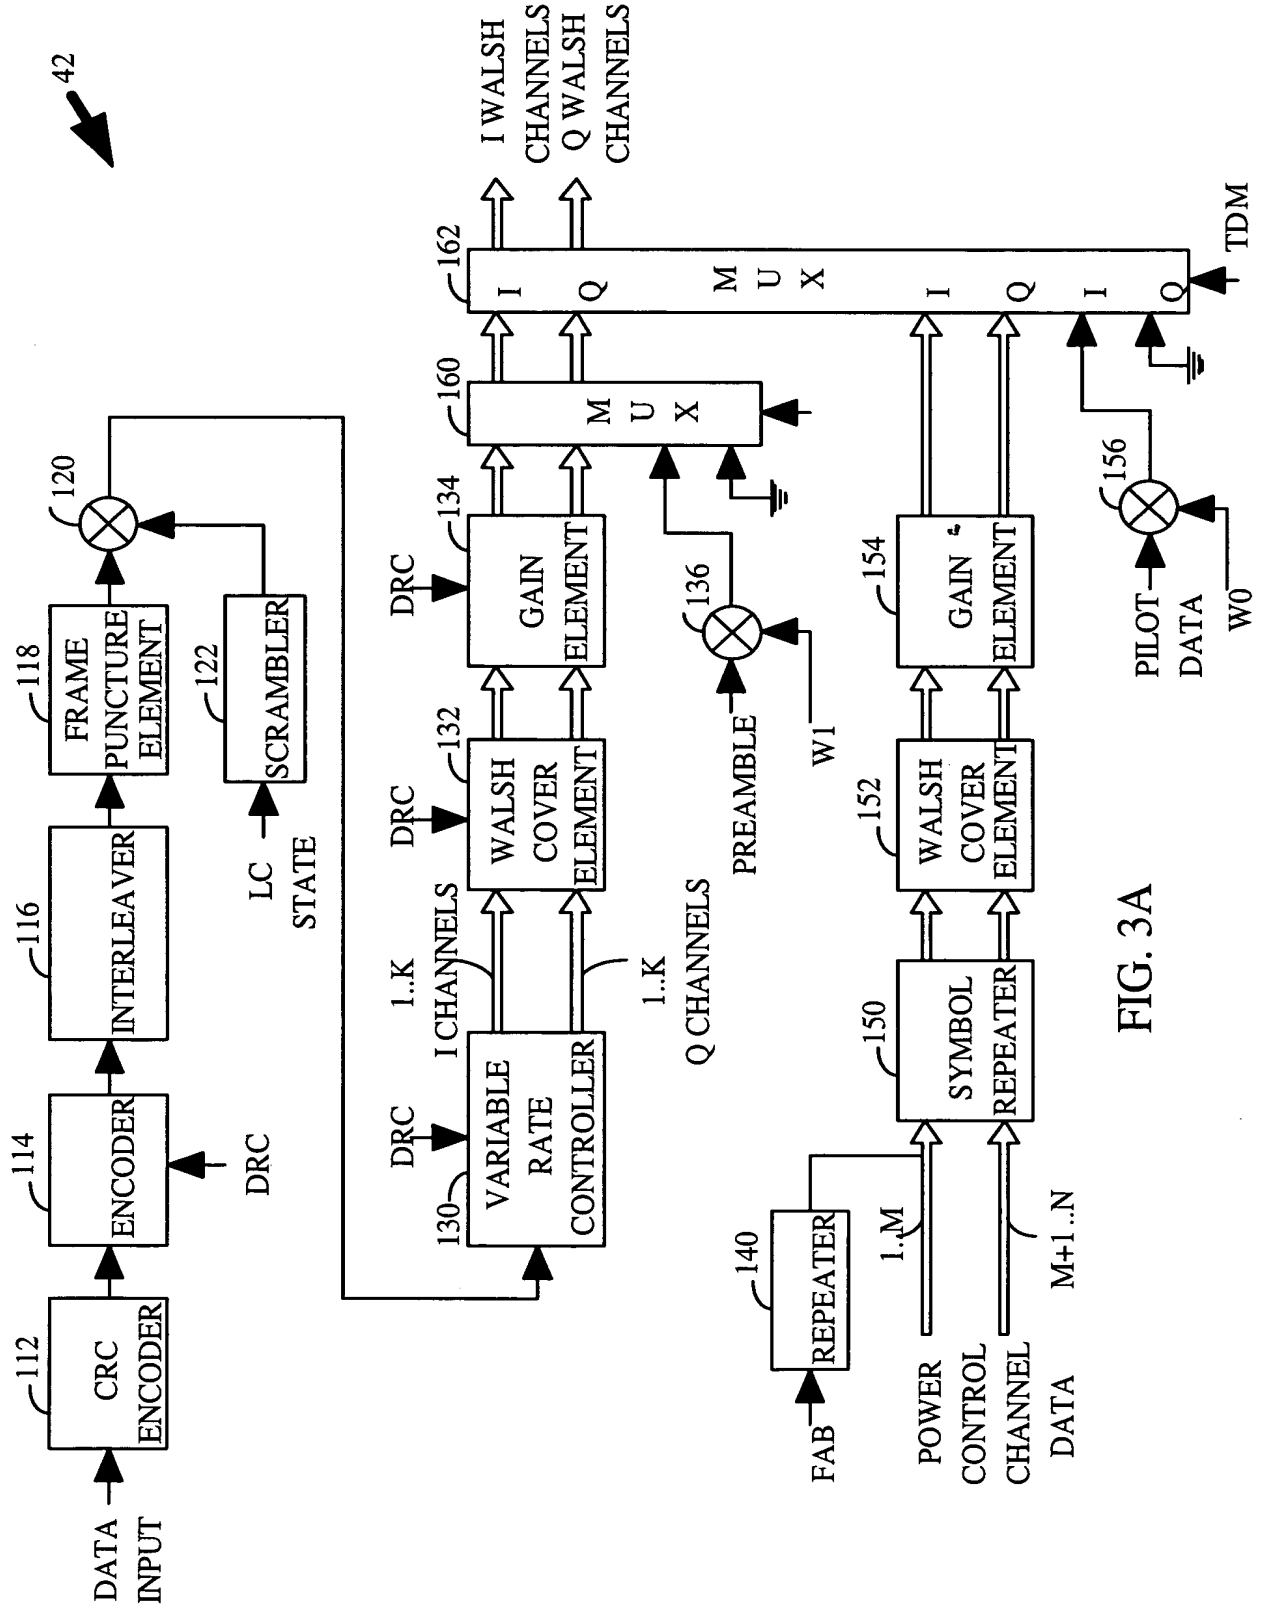 42
112
CRC
ENCODER
DATA
INPUT
114
ENCODER
DRC
116
INTERLEAVER
118
FRAME
PUNCTURE
ELEMENT
120
122
SCRAMBLER
LC
STATE
DRC
130
VARIABLE
RATE
CONTROLLER
1..K
I CHANNELS
1..K
Q CHANNELS
DRC
132
WALSH
COVER
ELEMENT
DRC
134
GAIN
ELEMENT
PREAMBLE
136
W1
160
MUX
162
I
Q
MUX
I
Q
I
Q
TDM
I WALSH
CHANNELS
Q WALSH
CHANNELS
FAB
140
REPEATER
POWER
CONTROL
CHANNEL
DATA
1..M
M+1..N
150
SYMBOL
REPEATER
152
WALSH
COVER
ELEMENT
154
GAIN
ELEMENT
PILOT
DATA
156
W0
FIG. 3A